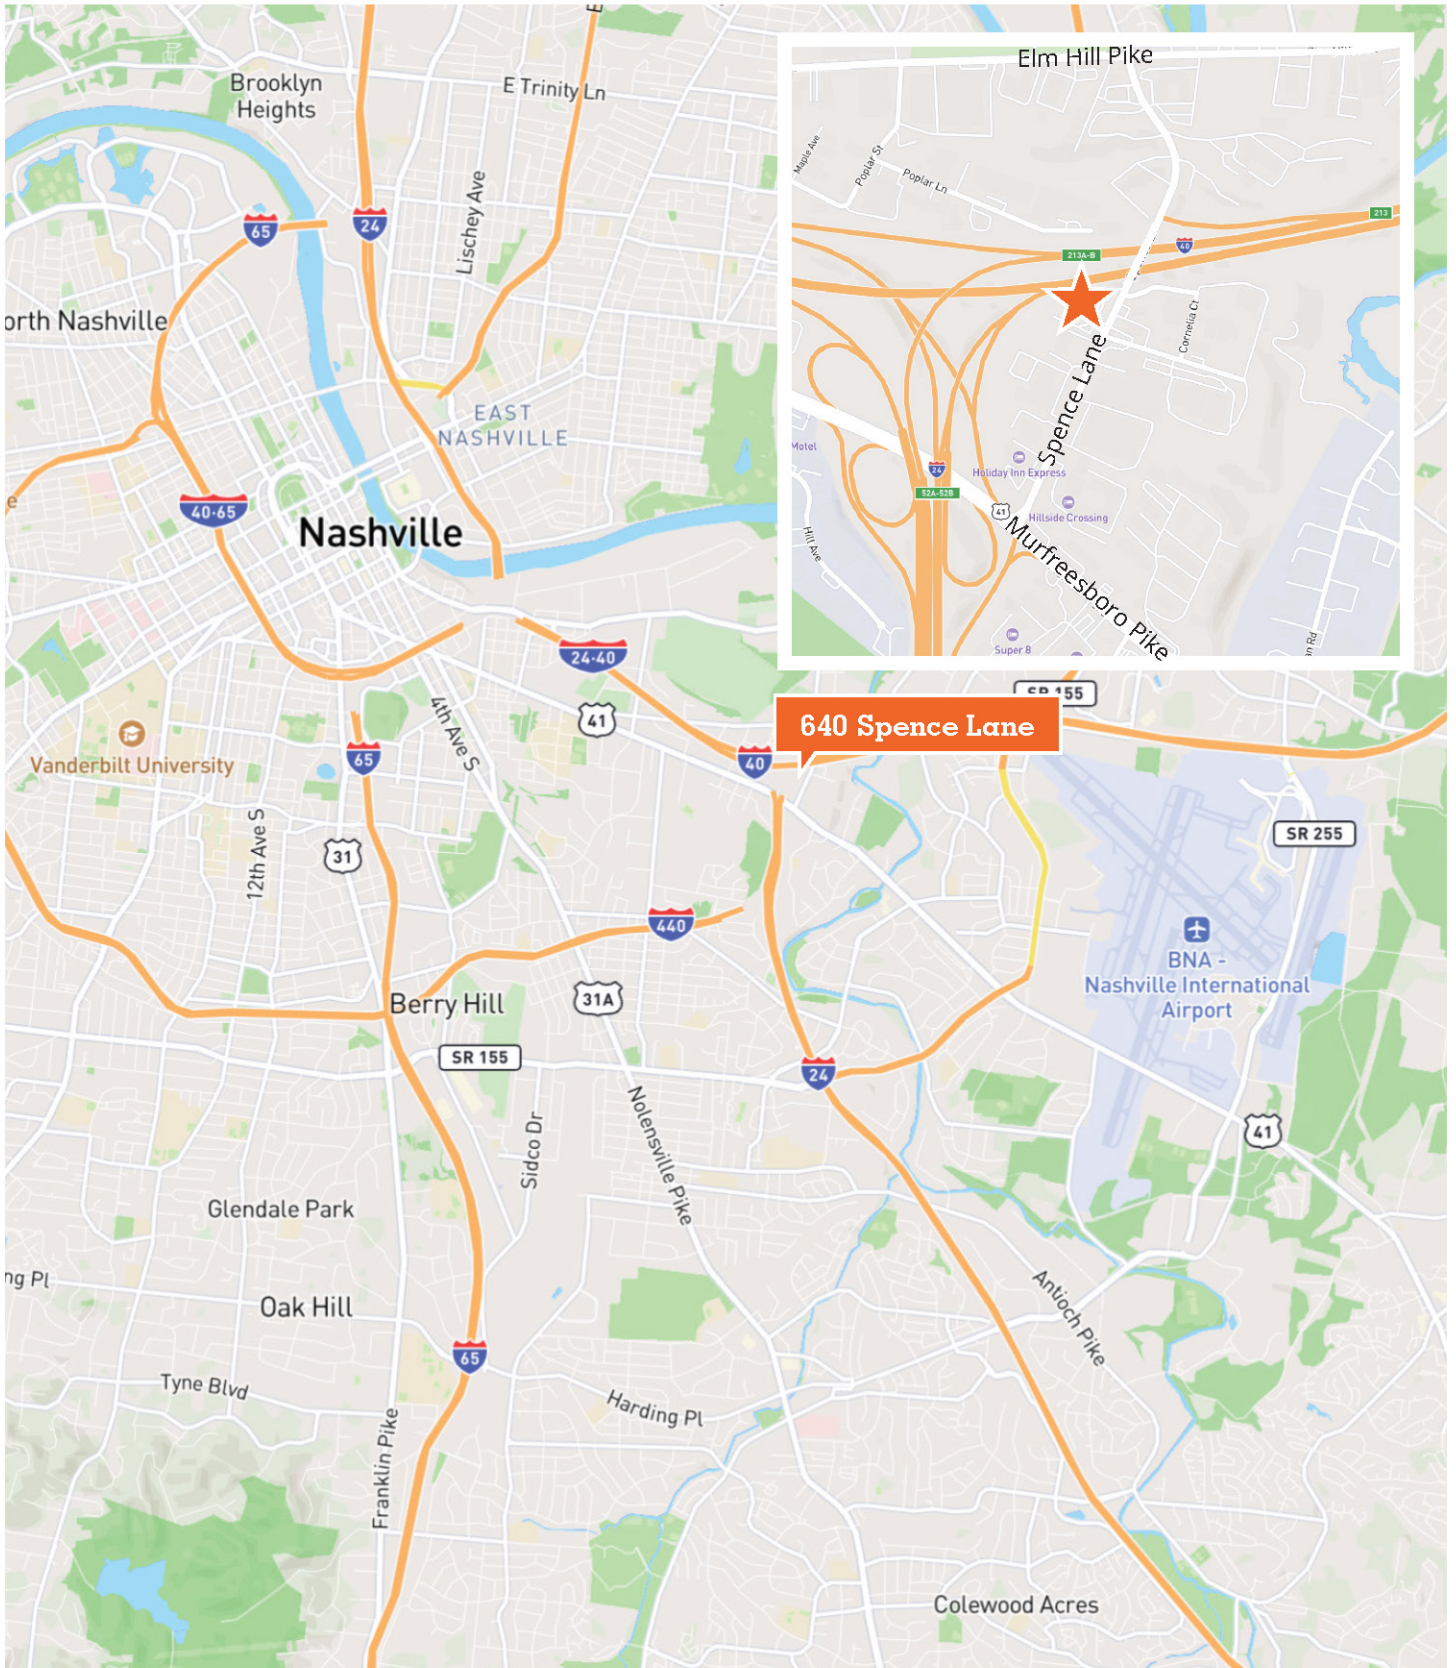 Brooklyn
Heights
E Trinity Ln
E
65
24
Lischey Ave
orth Nashville
EAST
NASHVILLE
e
40·65
Nashville
24·40
41
4th Ave S
Vanderbilt University
65
12th Ave S
31
40
640 Spence Lane
SR 155
SR 255
BNA -
Nashville International
Airport
440
31A
Berry Hill
SR 155
24
41
Nolensville Pike
Sidco Dr
Glendale Park
Antioch Pike
ng Pl
Oak Hill
65
Tyne Blvd
Harding Pl
Franklin Pike
Colewood Acres
Elm Hill Pike
Maple Ave
Poplar St
Poplar Ln
213
40
213A-B
Cornelia Ct
Spence Lane
Motel
24
Holiday Inn Express
52A-52B
41
Hillside Crossing
Murfreesboro Pike
Hill Ave
Super 8
an Rd